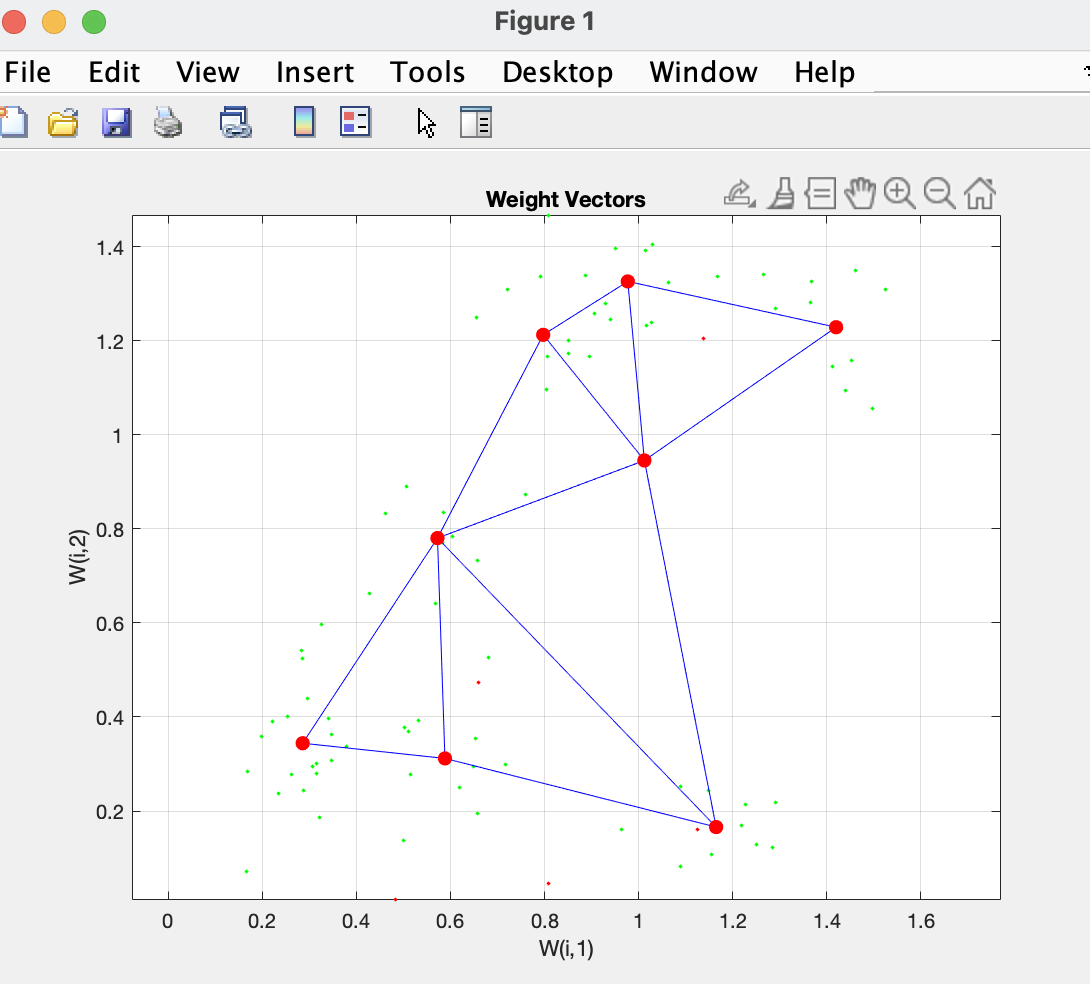 Figure 1
File Edit View Insert Tools Desktop Window Help
Weight Vectors
1.4
1.2
1
0.8
0.6
0.4
0.2
W(i,2)
0 0.2 0.4 0.6 0.8 1 1.2 1.4 1.6
W(i,1)